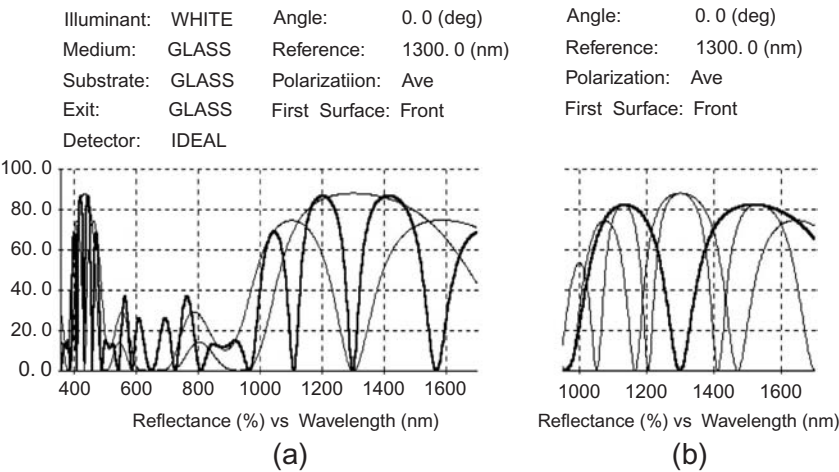 Illuminant: WHITE
Medium: GLASS
Substrate: GLASS
Exit: GLASS
Detector: IDEAL
Angle: 0. 0 (deg)
Reference: 1300. 0 (nm)
Polarizatiion: Ave
First Surface: Front
Angle: 0. 0 (deg)
Reference: 1300. 0 (nm)
Polarization: Ave
First Surface: Front
100. 0
80. 0
60. 0
40. 0
20. 0
0. 0
400 600 800 1000 1200 1400 1600
Reflectance (%) vs Wavelength (nm)
(a)
1000 1200 1400 1600
Reflectance (%) vs Wavelength (nm)
(b)